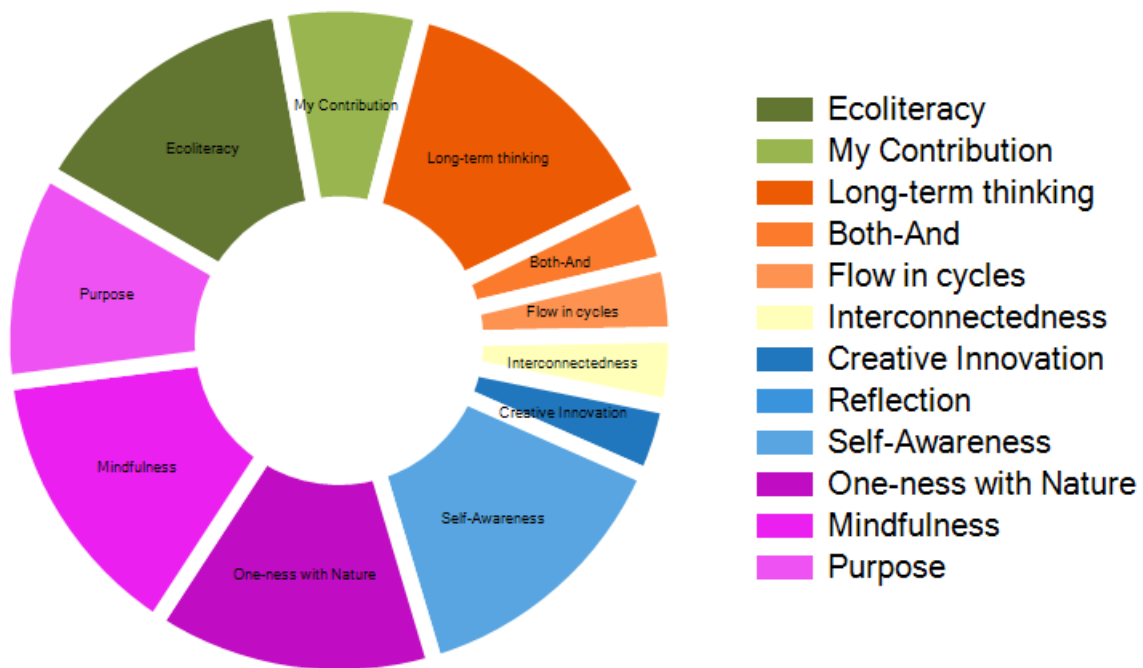 My Contribution
Ecoliteracy
Long-term thinking
Both-And
Purpose
Flow in cycles
Interconnectedness
Creative Innovation
Mindfulness
Self-Awareness
One-ness with Nature
Ecoliteracy
My Contribution
Long-term thinking
Both-And
Flow in cycles
Interconnectedness
Creative Innovation
Reflection
Self-Awareness
One-ness with Nature
Mindfulness
Purpose